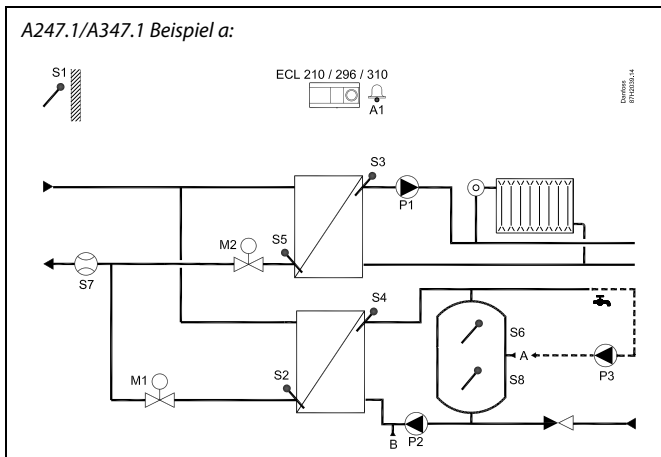 A247.1/A347.1 Beispiel a:
S1
ECL 210 / 296 / 310
A1
Danfoss
87H2039.14
S3
P1
M2
S5
S7
S4
S6
A
S8
P3
M1
S2
B
P2